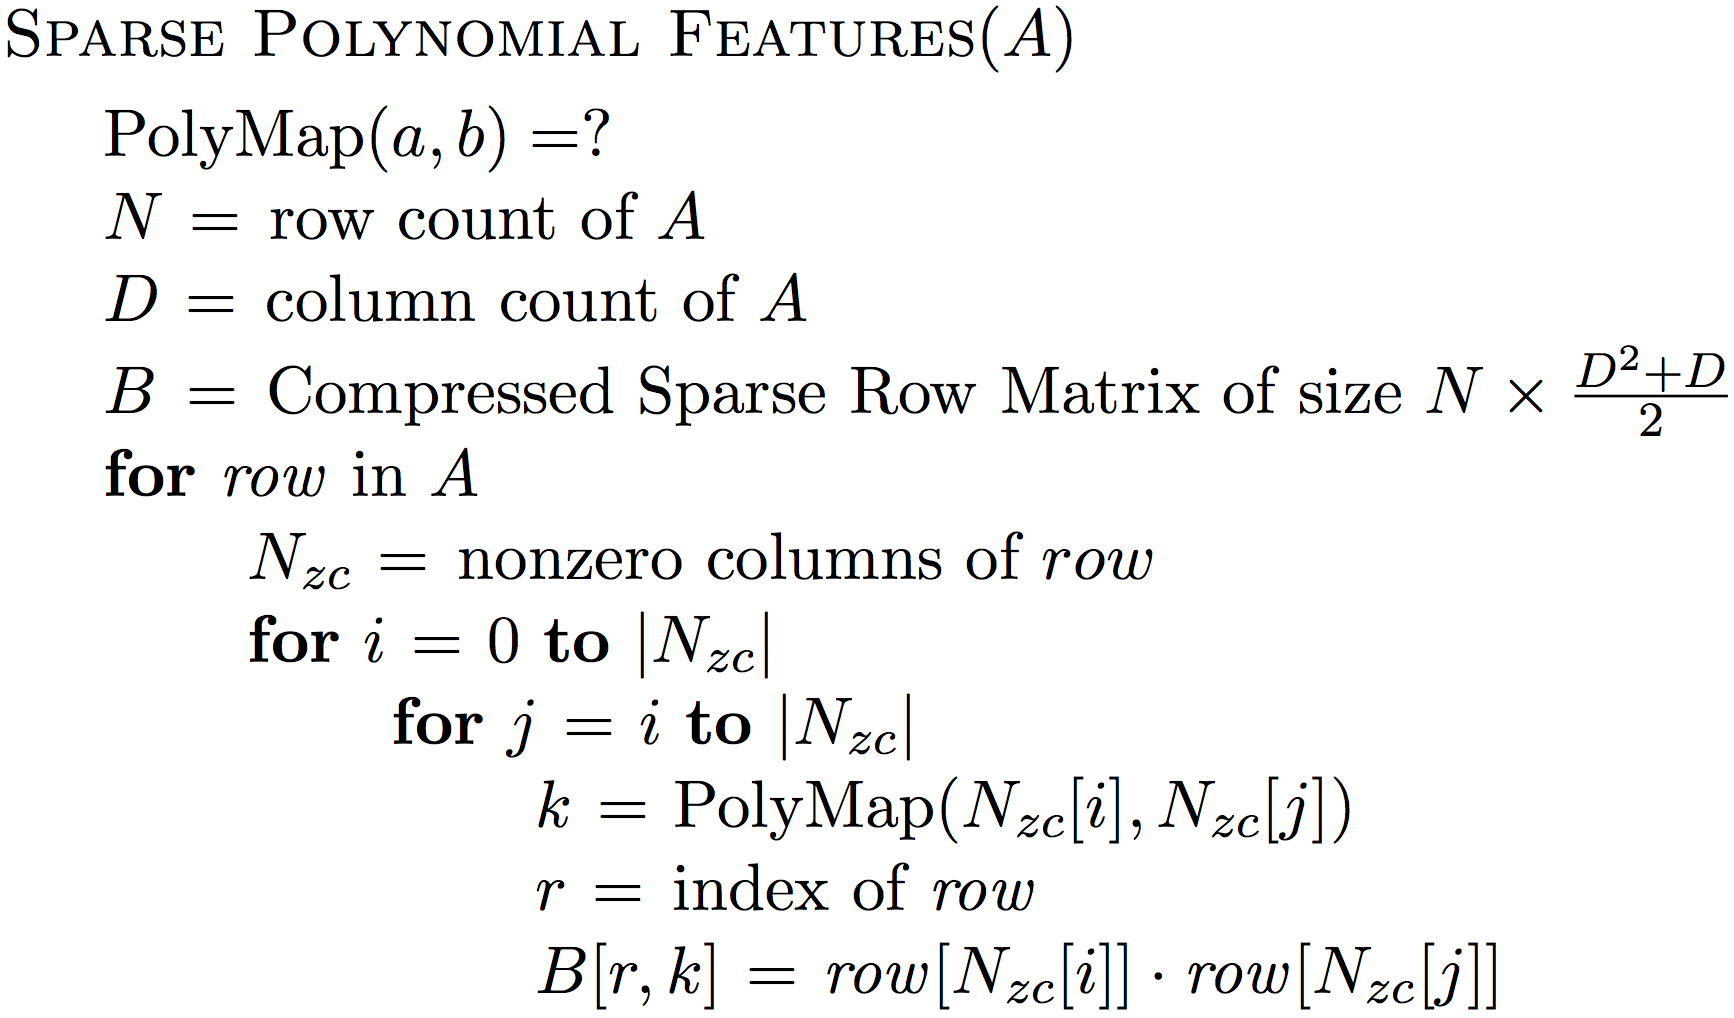 SPARSE POLYNOMIAL FEATURES(A)
PolyMap(a, b) =?
N = row count of A
D = column count of A
B = Compressed Sparse Row Matrix of size N × \frac{D^2+D}{2}
for row in A
N_{zc} = nonzero columns of row
for i = 0 to |N_{zc}|
for j = i to |N_{zc}|
k = PolyMap(N_{zc}[i], N_{zc}[j])
r = index of row
B[r, k] = row[N_{zc}[i]] · row[N_{zc}[j]]